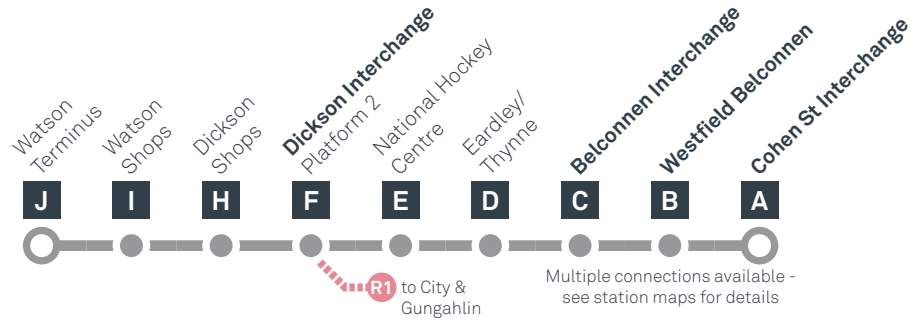 Watson
Terminus
Watson
Shops
Dickson
Shops
Dickson Interchange
Platform 2
National Hockey
Centre
Eardley/
Thynne
Belconnen Interchange
Westfield Belconnen
Cohen St Interchange
J
I
H
F
E
D
C
B
A
R1 to City &
Gungahlin
Multiple connections available -
see station maps for details